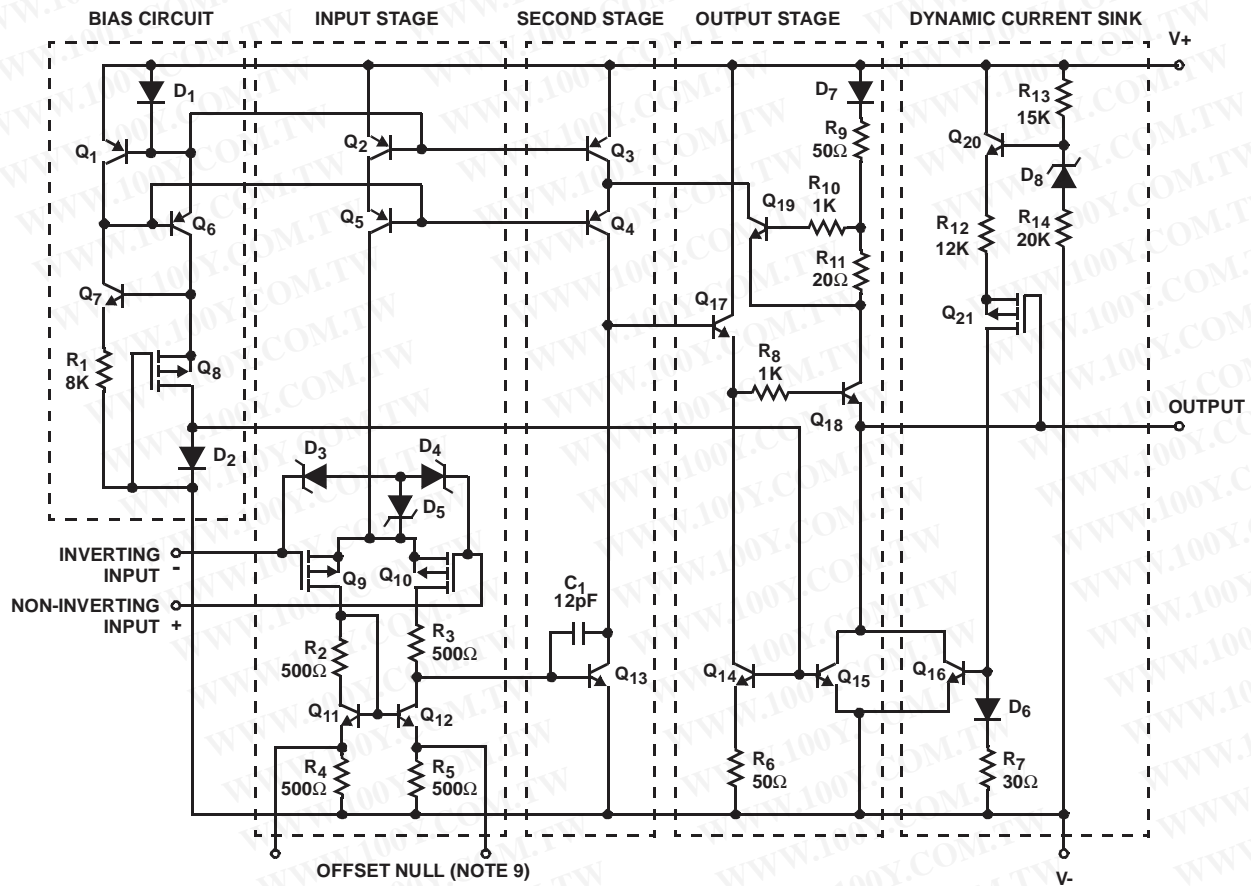 BIAS CIRCUIT
INPUT STAGE
SECOND STAGE
OUTPUT STAGE
DYNAMIC CURRENT SINK
V+
D1
Q1
Q6
Q7
R1
8K
Q8
D2
Q2
Q5
D3
D4
D5
INVERTING
INPUT
-
NON-INVERTING
INPUT
+
Q9
Q10
R2
500Ω
R3
500Ω
Q11
Q12
R4
500Ω
R5
500Ω
OFFSET NULL (NOTE 9)
Q3
Q4
C1
12pF
Q13
D7
R9
50Ω
R10
1K
Q19
R11
20Ω
Q17
R8
1K
Q18
Q14
Q15
R6
50Ω
R13
15K
Q20
D8
R12
12K
R14
20K
Q21
OUTPUT
Q16
D6
R7
30Ω
V-
WWW.100Y.COM.TW